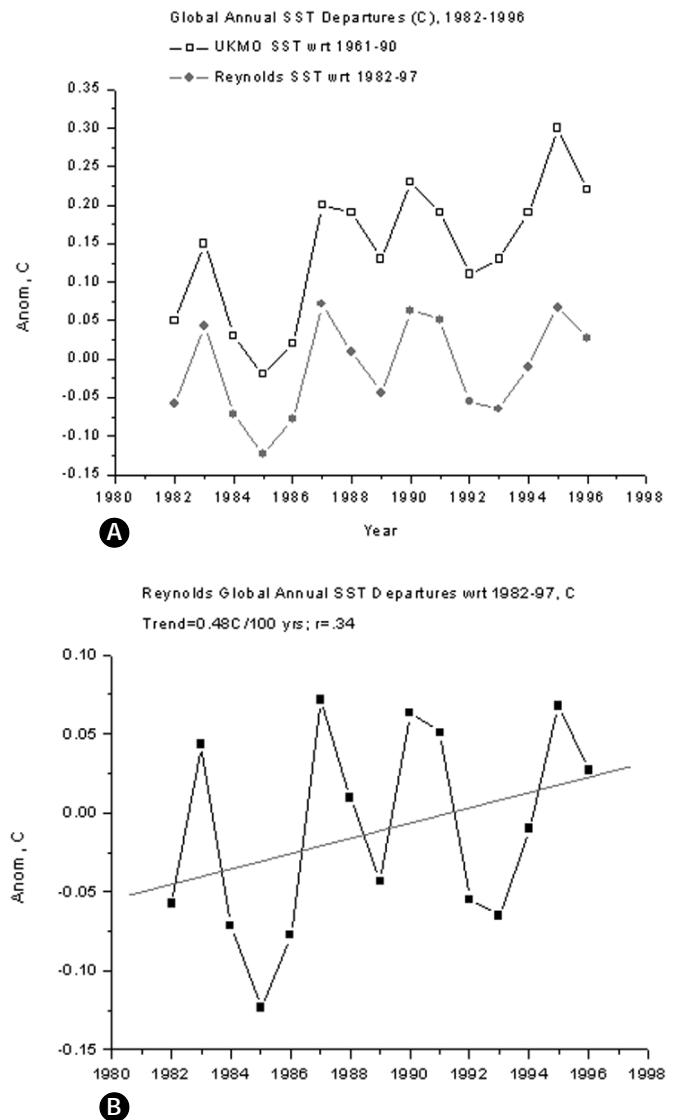 Global Annual SST Departures (C), 1982-1996
UKMO SST wrt 1961-90
Reynolds SST wrt 1982-97
0.35
0.30
0.25
0.20
0.15
0.10
0.05
0.00
-0.05
-0.10
-0.15
Anom, C
1980 1982 1984 1986 1988 1990 1992 1994 1996 1998
Year
A
Reynolds Global Annual SST Departures wrt 1982-97, C
Trend=0.48C/100 yrs; r=.34
0.10
0.05
0.00
-0.05
-0.10
-0.15
Anom, C
1980 1982 1984 1986 1988 1990 1992 1994 1996 1998
B